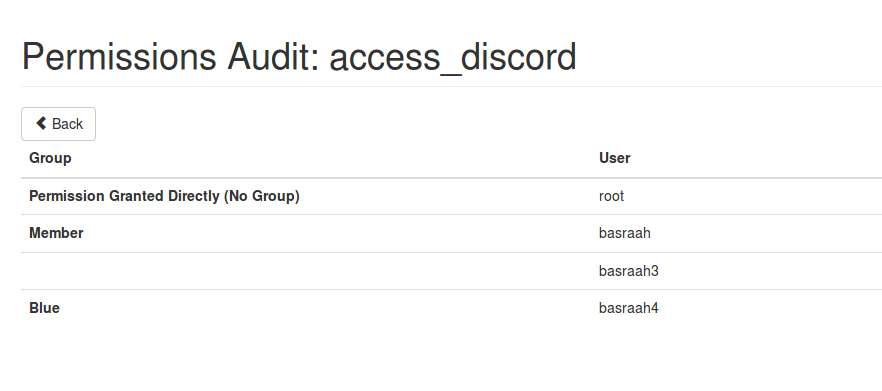 Permissions Audit: access_discord
Back
Group User
Permission Granted Directly (No Group) root
Member basraah
basraah3
Blue basraah4